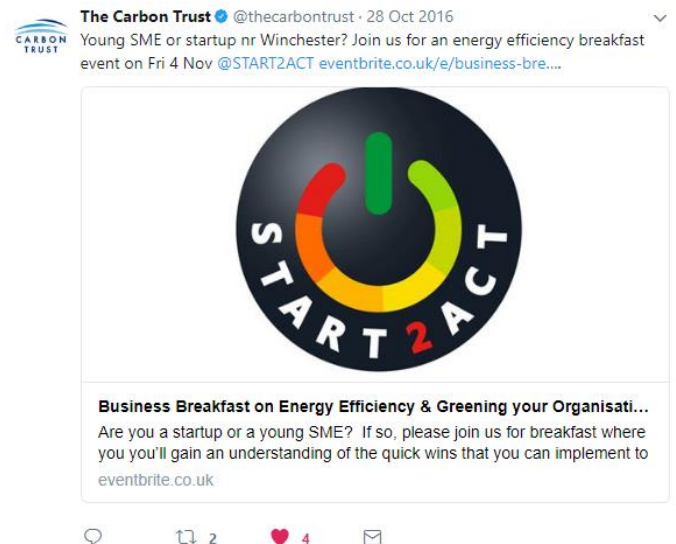 The Carbon Trust @thecarbontrust · 28 Oct 2016
CARBON
TRUST
Young SME or startup nr Winchester? Join us for an energy efficiency breakfast
event on Fri 4 Nov @START2ACT eventbrite.co.uk/e/business-bre....
START2ACT
Business Breakfast on Energy Efficiency & Greening your Organisati...
Are you a startup or a young SME? If so, please join us for breakfast where
you you'll gain an understanding of the quick wins that you can implement to
eventbrite.co.uk
2 4